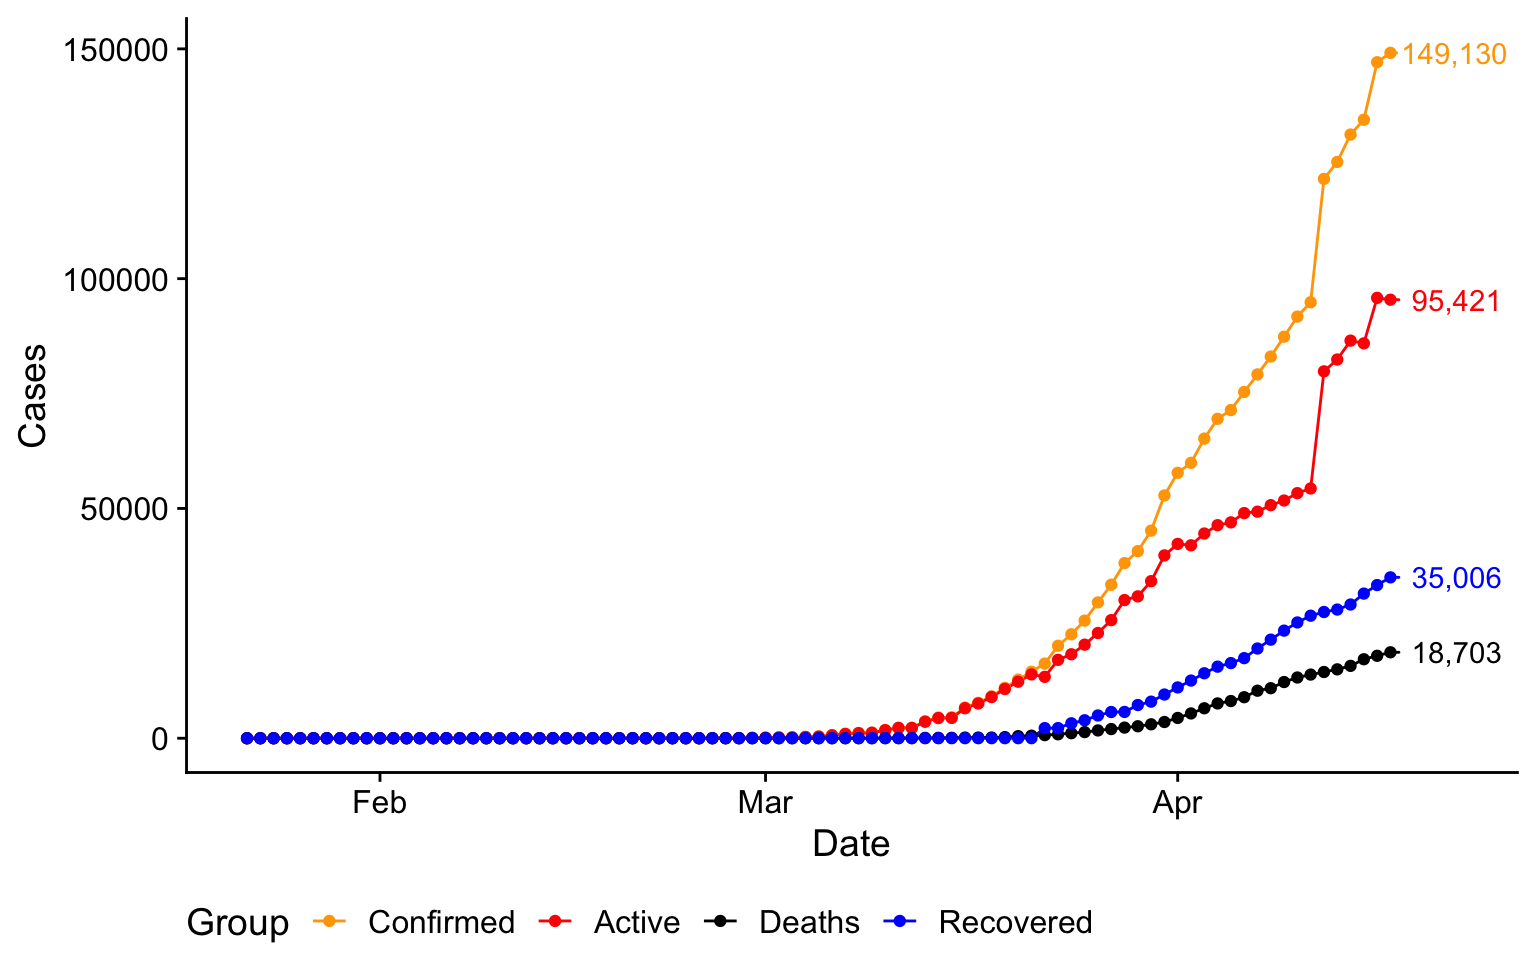 150000
100000
50000
0
Cases
149,130
95,421
35,006
18,703
Feb Mar Apr
Date
Group Confirmed Active Deaths Recovered